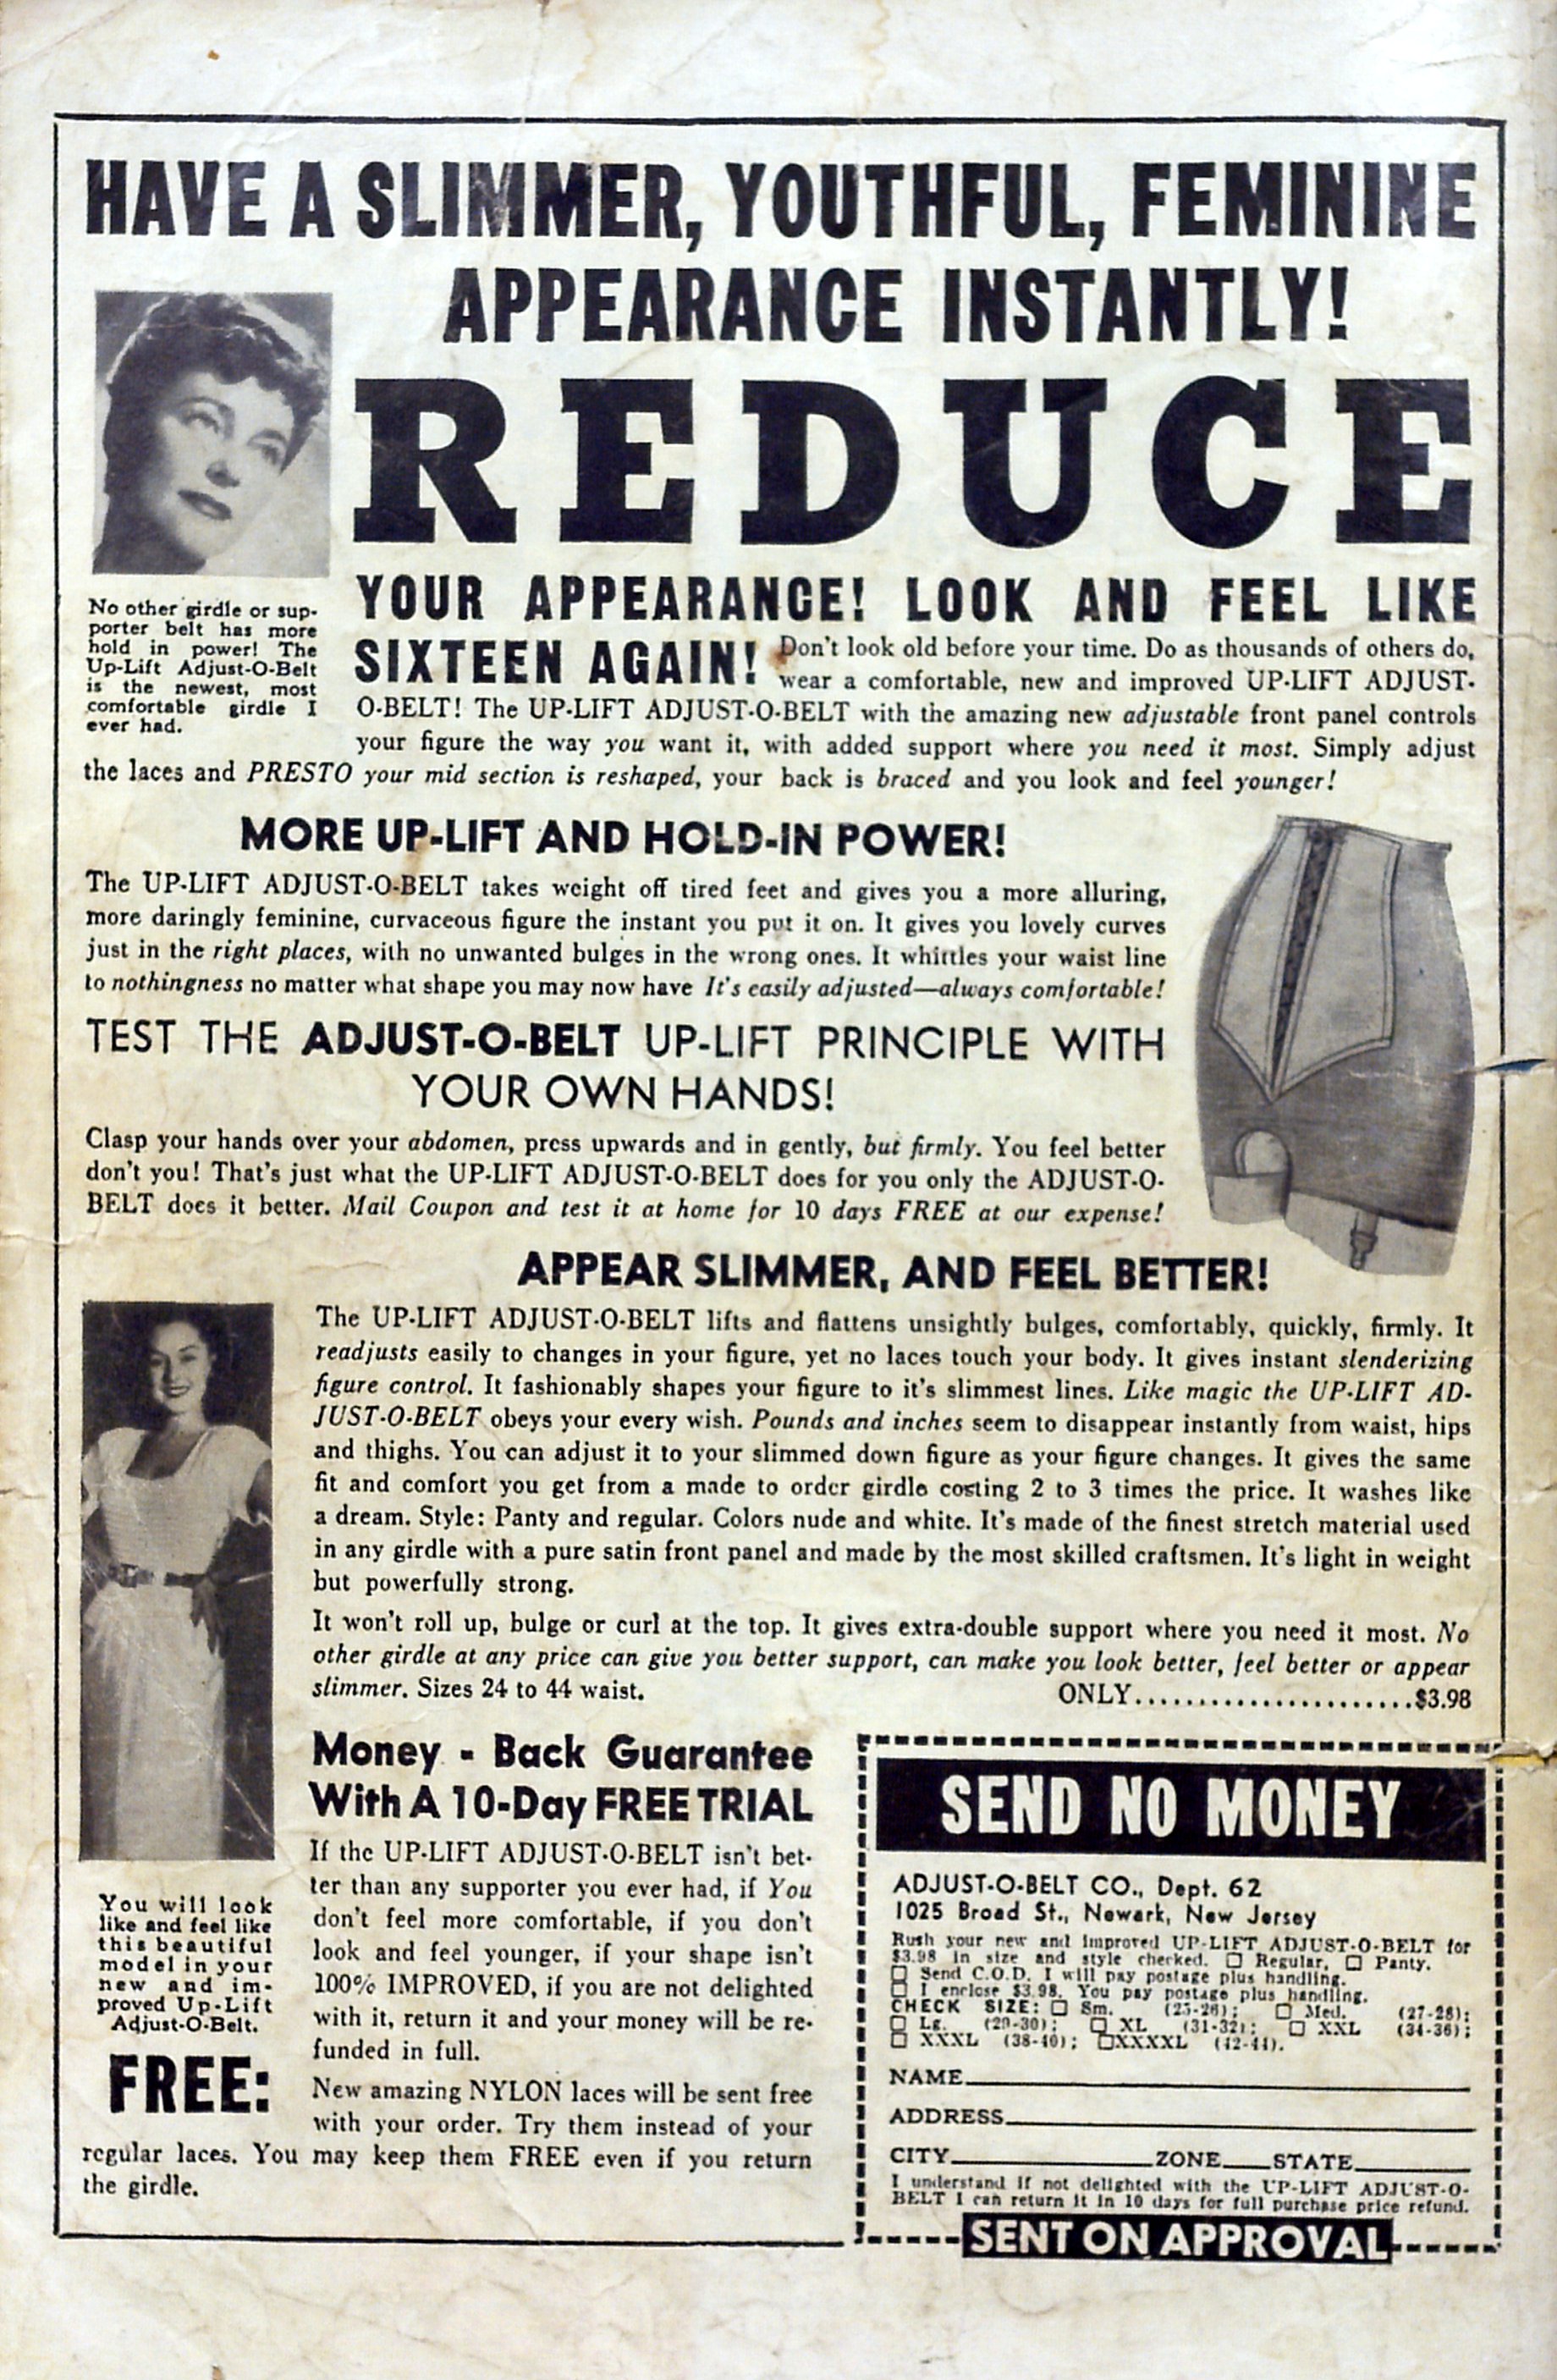 HAVE A SLIMMER, YOUTHFUL, FEMININE
APPEARANCE INSTANTLY!
REDUCE
YOUR APPEARANCE! LOOK AND FEEL LIKE
SIXTEEN AGAIN! Don't look old before your time. Do as thousands of others do,
wear a comfortable, new and improved UP-LIFT ADJUST-
O-BELT! The UP-LIFT ADJUST-O-BELT with the amazing new adjustable front panel controls
your figure the way you want it, with added support where you need it most. Simply adjust
the laces and PRESTO your mid section is reshaped, your back is braced and you look and feel younger!
No other girdle or sup-
porter belt has more
hold in power! The
Up-Lift Adjust-O-Belt
is the newest, most
comfortable girdle I
ever had.
MORE UP-LIFT AND HOLD-IN POWER!
The UP-LIFT ADJUST-O-BELT takes weight off tired feet and gives you a more alluring,
more daringly feminine, curvaceous figure the instant you put it on. It gives you lovely curves
just in the right places, with no unwanted bulges in the wrong ones. It whittles your waist line
to nothingness no matter what shape you may now have It's easily adjusted—always comfortable!
TEST THE ADJUST-O-BELT UP-LIFT PRINCIPLE WITH
YOUR OWN HANDS!
Clasp your hands over your abdomen, press upwards and in gently, but firmly. You feel better
don't you! That's just what the UP-LIFT ADJUST-O-BELT does for you only the ADJUST-O-
BELT does it better. Mail Coupon and test it at home for 10 days FREE at our expense!
APPEAR SLIMMER, AND FEEL BETTER!
The UP-LIFT ADJUST-O-BELT lifts and flattens unsightly bulges, comfortably, quickly, firmly. It
readjusts easily to changes in your figure, yet no laces touch your body. It gives instant slenderizing
figure control. It fashionably shapes your figure to it's slimmest lines. Like magic the UP-LIFT AD-
JUST-O-BELT obeys your every wish. Pounds and inches seem to disappear instantly from waist, hips
and thighs. You can adjust it to your slimmed down figure as your figure changes. It gives the same
fit and comfort you get from a made to order girdle costing 2 to 3 times the price. It washes like
a dream. Style: Panty and regular. Colors nude and white. It's made of the finest stretch material used
in any girdle with a pure satin front panel and made by the most skilled craftsmen. It's light in weight
but powerfully strong.
It won't roll up, bulge or curl at the top. It gives extra-double support where you need it most. No
other girdle at any price can give you better support, can make you look better, feel better or appear
slimmer. Sizes 24 to 44 waist. ONLY......................$3.98
You will look
like and feel like
this beautiful
model in your
new and im-
proved Up-Lift
Adjust-O-Belt.
Money - Back Guarantee
With A 10-Day FREE TRIAL
If the UP-LIFT ADJUST-O-BELT isn't bet-
ter than any supporter you ever had, if You
don't feel more comfortable, if you don't
look and feel younger, if your shape isn't
100% IMPROVED, if you are not delighted
with it, return it and your money will be re-
funded in full.
FREE: New amazing NYLON laces will be sent free
with your order. Try them instead of your
regular laces. You may keep them FREE even if you return
the girdle.
SEND NO MONEY
ADJUST-O-BELT CO., Dept. 62
1025 Broad St., Newark, New Jersey
Rush your new and improved UP-LIFT ADJUST-O-BELT for
$3.98 in size and style checked. ☐ Regular, ☐ Panty.
☐ Send C.O.D. I will pay postage plus handling.
☐ I enclose $3.98. You pay postage plus handling.
CHECK SIZE: ☐ Sm. (25-26); ☐ Med. (27-28);
☐ Lg. (29-30); ☐ XL (31-32); ☐ XXL (34-36);
☐ XXXL (38-40); ☐XXXXL (42-44).
NAME
ADDRESS
CITY ZONE STATE
I understand if not delighted with the UP-LIFT ADJUST-O-
BELT I can return it in 10 days for full purchase price refund.
SENT ON APPROVAL